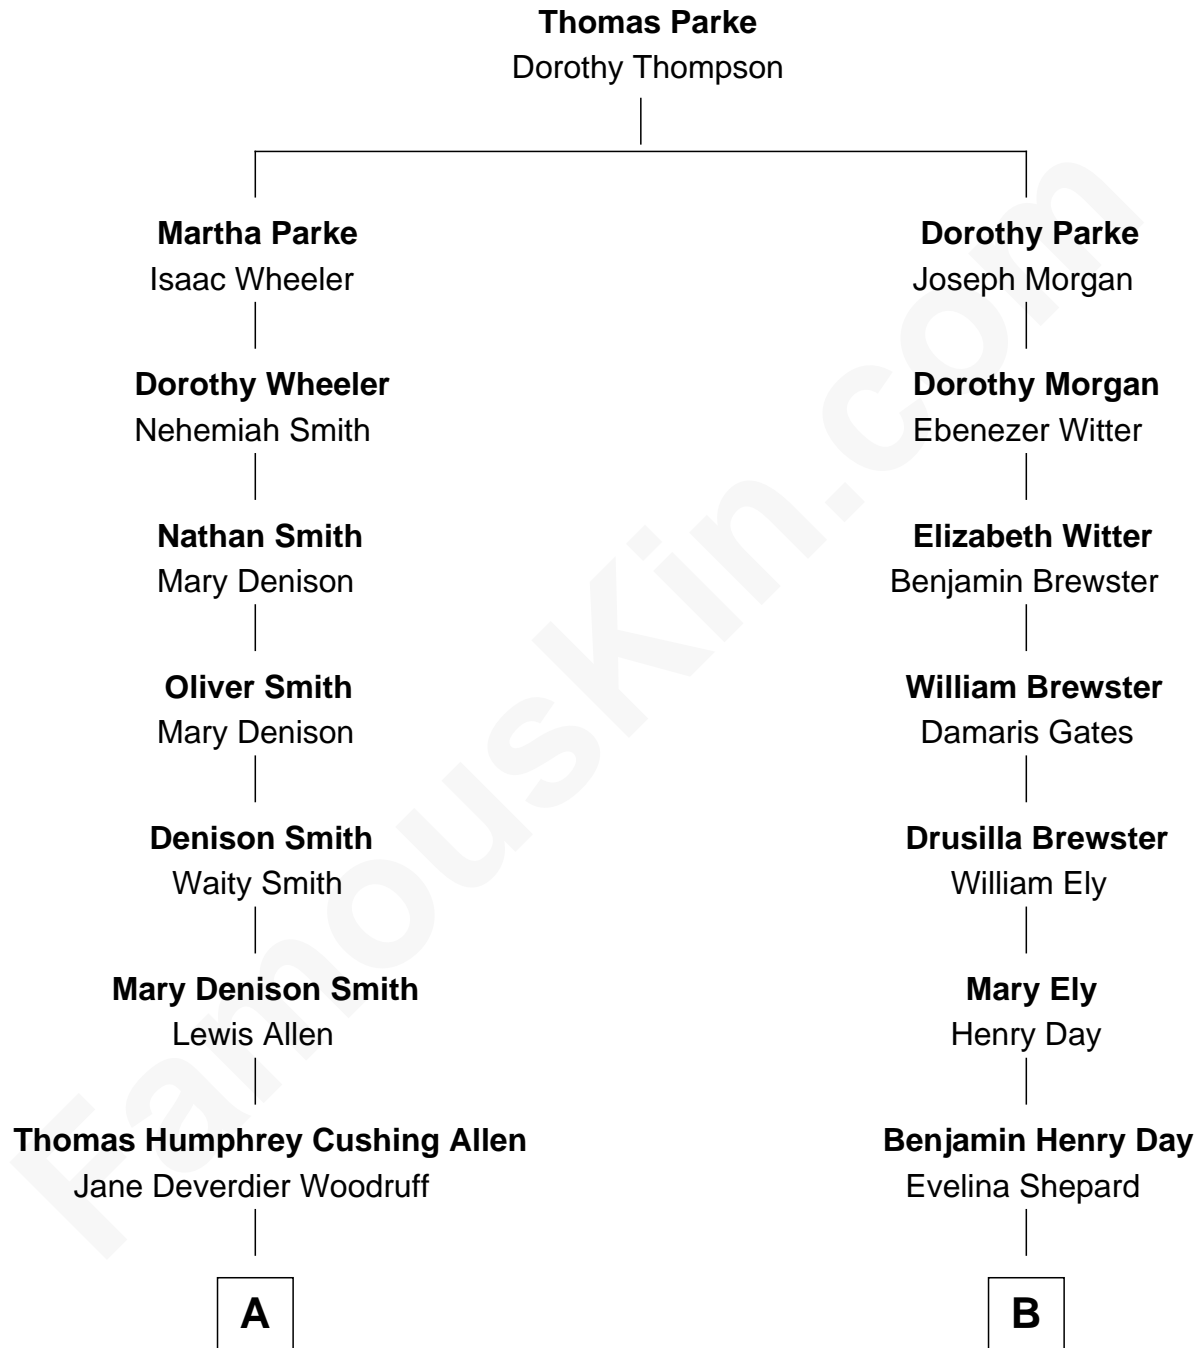 Thomas Parke
Dorothy Thompson
Martha Parke
Isaac Wheeler
Dorothy Wheeler
Nehemiah Smith
Nathan Smith
Mary Denison
Oliver Smith
Mary Denison
Denison Smith
Waity Smith
Mary Denison Smith
Lewis Allen
Thomas Humphrey Cushing Allen
Jane Deverdier Woodruff
A
Dorothy Parke
Joseph Morgan
Dorothy Morgan
Ebenezer Witter
Elizabeth Witter
Benjamin Brewster
William Brewster
Damaris Gates
Drusilla Brewster
William Ely
Mary Ely
Henry Day
Benjamin Henry Day
Evelina Shepard
B
FamousKin.com